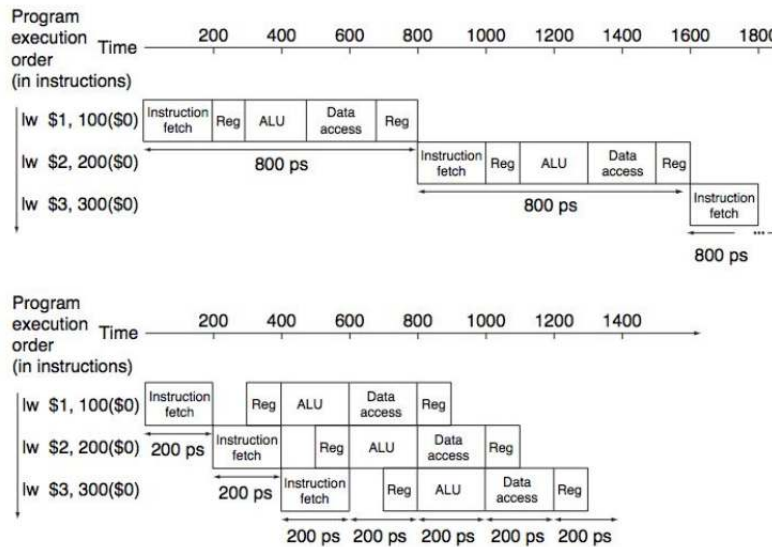 Program
execution
order
(in instructions)
Time
200 400 600 800 1000 1200 1400 1600 1800
lw $1, 100($0)
Instruction
fetch
Reg
ALU
Data
access
Reg
lw $2, 200($0)
800 ps
Instruction
fetch
Reg
ALU
Data
access
Reg
lw $3, 300($0)
800 ps
Instruction
fetch
800 ps
...
Program
execution
order
(in instructions)
Time
200 400 600 800 1000 1200 1400
lw $1, 100($0)
Instruction
fetch
Reg
ALU
Data
access
Reg
lw $2, 200($0)
200 ps
Instruction
fetch
Reg
ALU
Data
access
Reg
lw $3, 300($0)
200 ps
Instruction
fetch
Reg
ALU
Data
access
Reg
200 ps 200 ps 200 ps 200 ps 200 ps